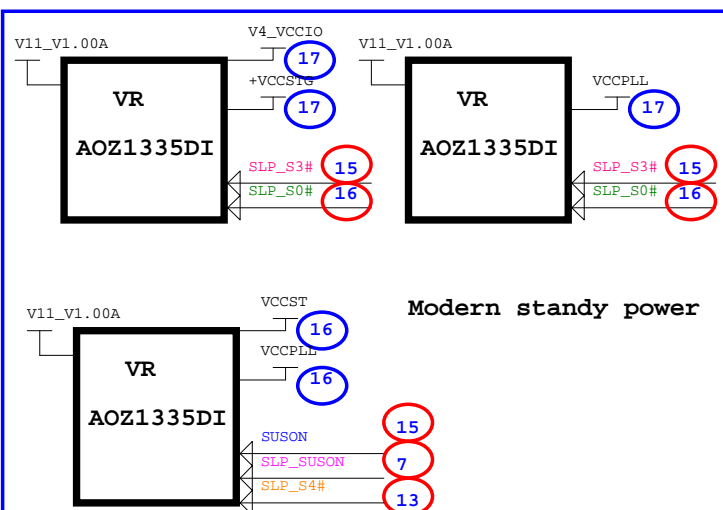 V4_VCCIO
V11_V1.00A
17
+VCCSTG
17
VR
AOZ1335DI
SLP_S3# 15
SLP_S0# 16
V11_V1.00A
VCCPLL
17
VR
AOZ1335DI
SLP_S3# 15
SLP_S0# 16
Modern standy power
V11_V1.00A
VCCST
16
VCCPLL
16
VR
AOZ1335DI
SUSON 15
SLP_SUSON 7
SLP_S4# 13